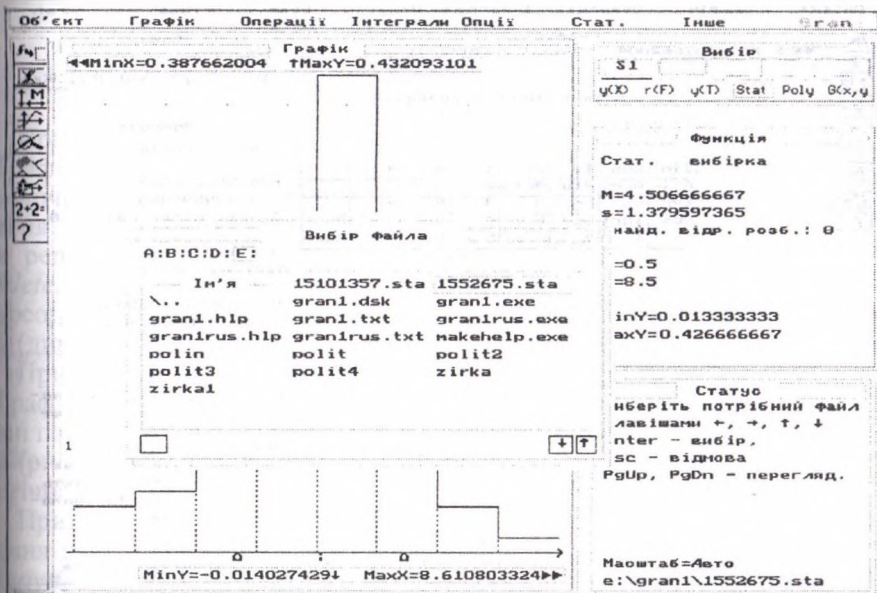 Об'єкт Графік Операції Інтеграли Опції Стат. Інше Gran
Графік
◄◄MinX=0.387662004 ↑MaxY=0.432093101
Вибір
S1
y(X) r(F) y(T) Stat Poly G(x,y
Функція
Стат. вибірка
M=4.506666667
s=1.379597365
найд. відр. розб.: 8
=0.5
=8.5
inY=0.013333333
axY=0.426666667
2+2=
?
Вибір файла
A:B:C:D:E:
Ім'я 15101357.sta 1552675.sta
\.. gran1.dsk gran1.exe
gran1.hlp gran1.txt gran1rus.exe
gran1rus.hlp gran1rus.txt makehelp.exe
polin polit polit2
polit3 polit4 zirka
zirka1
1
Статус
иберіть потрібний файл
лавішами ←, →, ↑, ↓
nter - вибір,
sc - відмова
PgUp, PgDn - перегляд.
MinY=-0.014027429↓ MaxX=8.610803324►►
Масштаб=Авто
e:\gran1\1552675.sta